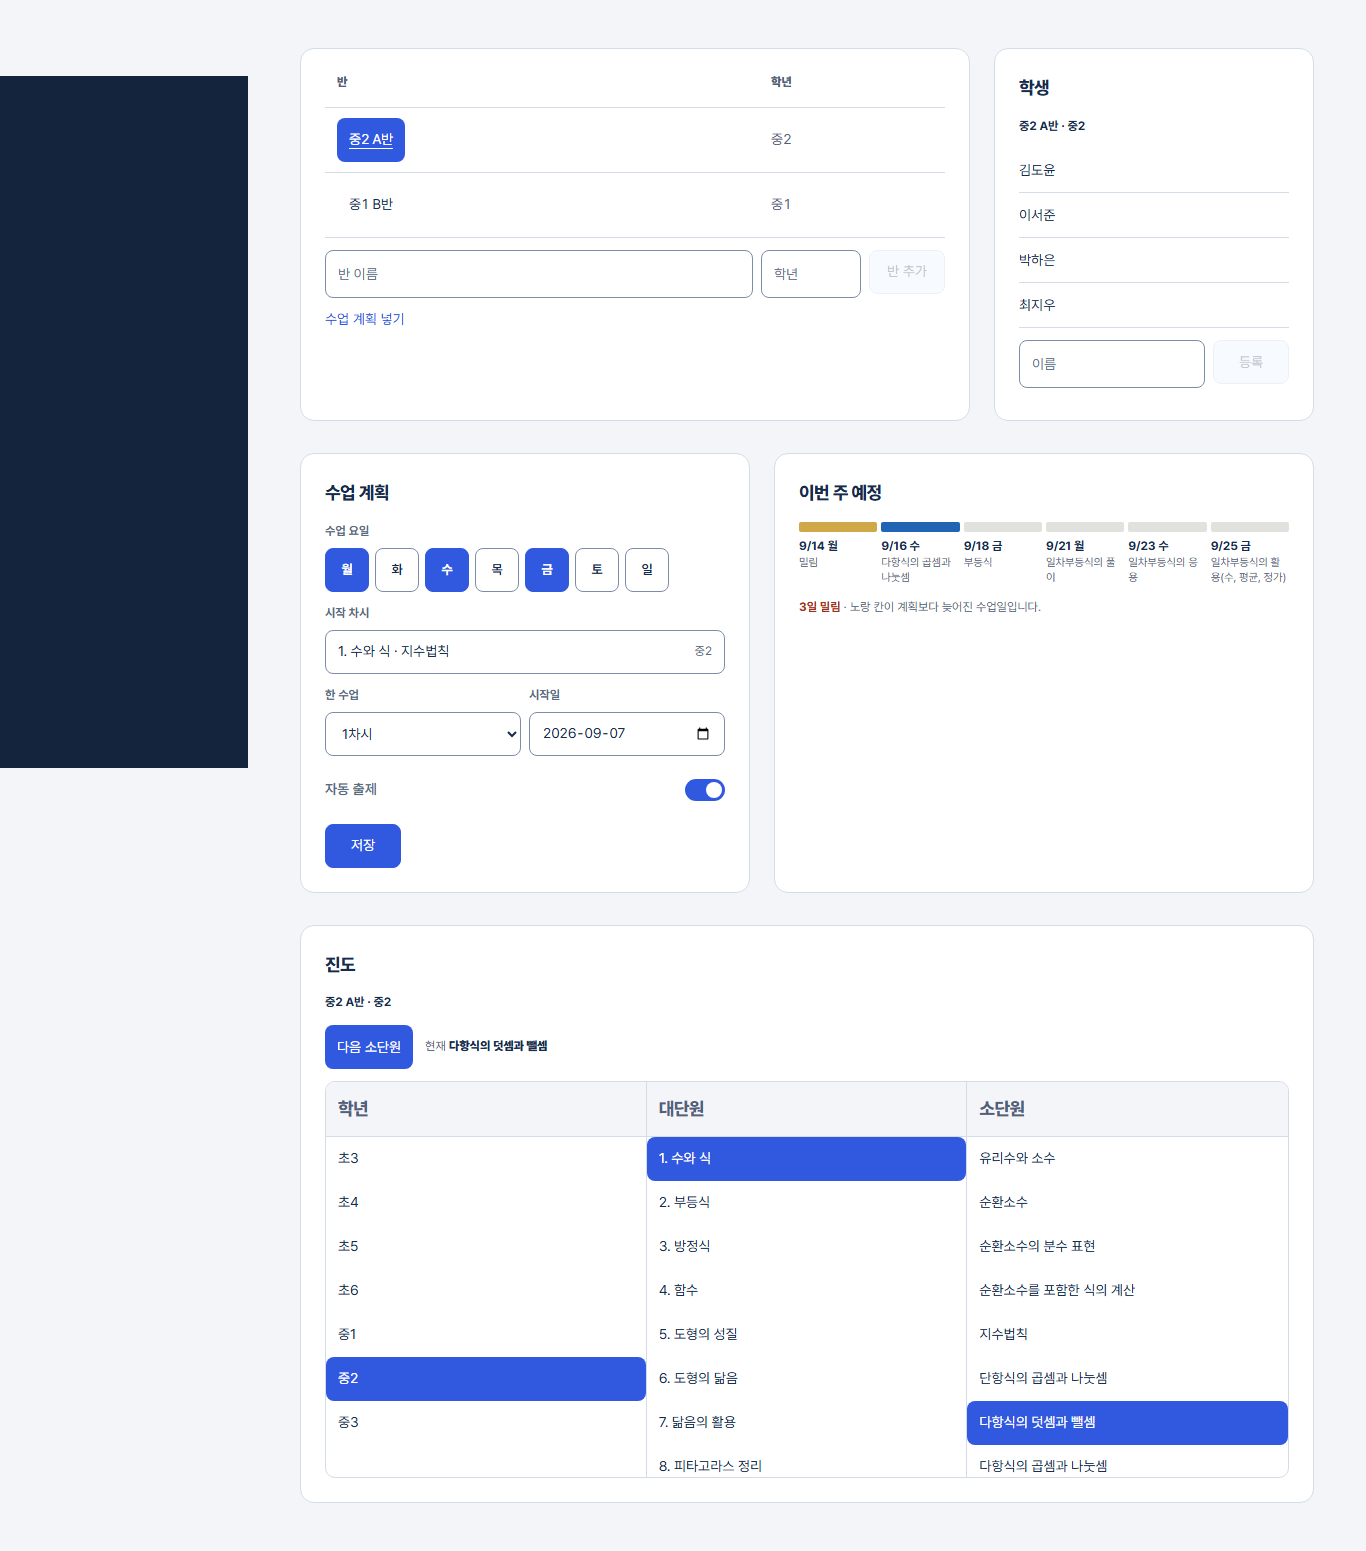 반 학년
중2 A반 중2
중1 B반 중1
반 이름 학년 반 추가
수업 계획 넣기
학생
중2 A반 · 중2
김도윤
이서준
박하은
최지우
이름 등록
수업 계획
수업 요일
월 화 수 목 금 토 일
시작 차시
1. 수와 식 · 지수법칙 중2
한 수업 시작일
1차시 2026-09-07
자동 출제
저장
이번 주 예정
9/14 월 9/16 수 9/18 금 9/21 월 9/23 수 9/25 금
밀림 다항식의 곱셈과 부등식 일차부등식의 풀 일차부등식의 응 일차부등식의 활
나눗셈 이 용 용(수, 평균, 정가)
3일 밀림 · 노랑 칸이 계획보다 늦어진 수업일입니다.
진도
중2 A반 · 중2
다음 소단원 현재 다항식의 덧셈과 뺄셈
학년 대단원 소단원
초3 1. 수와 식 유리수와 소수
초4 2. 부등식 순환소수
초5 3. 방정식 순환소수의 분수 표현
초6 4. 함수 순환소수를 포함한 식의 계산
중1 5. 도형의 성질 지수법칙
중2 6. 도형의 닮음 단항식의 곱셈과 나눗셈
중3 7. 닮음의 활용 다항식의 덧셈과 뺄셈
8. 피타고라스 정리 다항식의 곱셈과 나눗셈